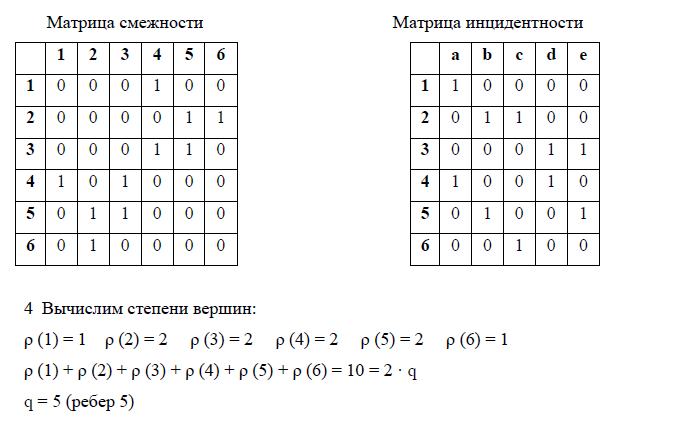 Матрица смежности Матрица инцидентности
1 2 3 4 5 6 a b c d e
1 0 0 0 1 0 0 1 1 0 0 0 0
2 0 0 0 0 1 1 2 0 1 1 0 0
3 0 0 0 1 1 0 3 0 0 0 1 1
4 1 0 1 0 0 0 4 1 0 0 1 0
5 0 1 1 0 0 0 5 0 1 0 0 1
6 0 1 0 0 0 0 6 0 0 1 0 0
4 Вычислим степени вершин:
ρ (1) = 1 ρ (2) = 2 ρ (3) = 2 ρ (4) = 2 ρ (5) = 2 ρ (6) = 1
ρ (1) + ρ (2) + ρ (3) + ρ (4) + ρ (5) + ρ (6) = 10 = 2 · q
q = 5 (ребер 5)